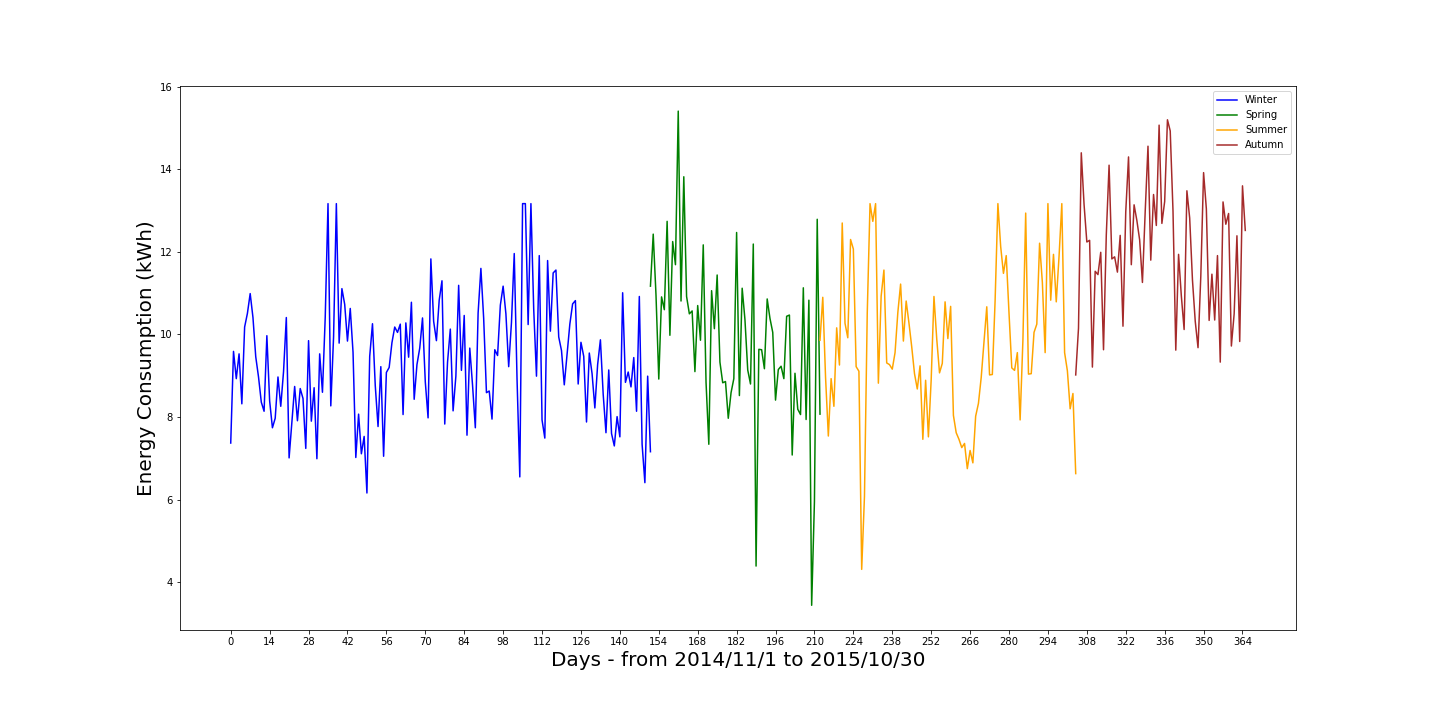 16
14
12
10
8
6
4
Energy Consumption (kWh)
Winter
Spring
Summer
Autumn
0 14 28 42 56 70 84 98 112 126 140 154 168 182 196 210 224 238 252 266 280 294 308 322 336 350 364
Days - from 2014/11/1 to 2015/10/30